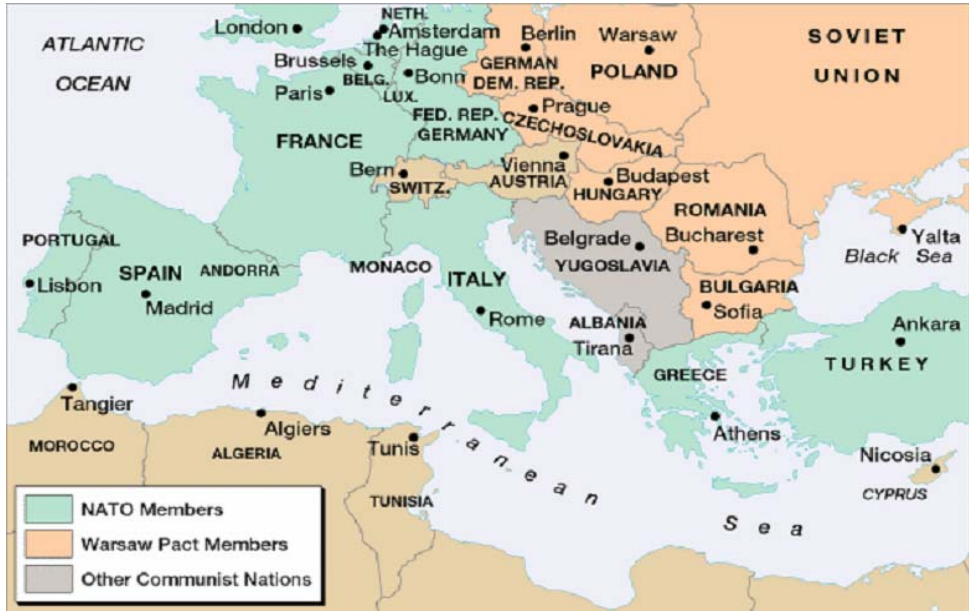 London
NETH.
Amsterdam
The Hague
Berlin
Warsaw
SOVIET
UNION
ATLANTIC
OCEAN
Brussels
BELG.
Bonn
GERMAN
DEM. REP.
POLAND
Paris
LUX.
Prague
FED. REP.
GERMANY
CZECHOSLOVAKIA
FRANCE
Bern
SWITZ.
Vienna
AUSTRIA
Budapest
HUNGARY
ROMANIA
Bucharest
Belgrade
YUGOSLAVIA
Yalta
Black Sea
PORTUGAL
SPAIN
ANDORRA
MONACO
ITALY
Lisbon
Madrid
Rome
BULGARIA
Sofia
ALBANIA
Tirana
Ankara
TURKEY
GREECE
Athens
Mediterranean Sea
Tangier
MOROCCO
Algiers
ALGERIA
Tunis
TUNISIA
Nicosia
CYPRUS
NATO Members
Warsaw Pact Members
Other Communist Nations